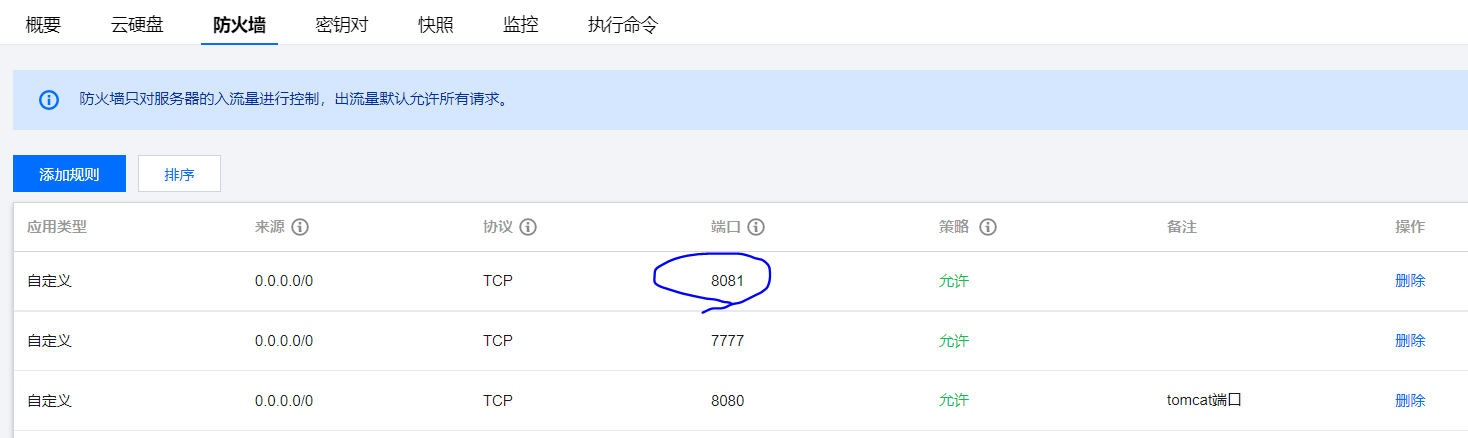 概要 云硬盘 防火墙 密钥对 快照 监控 执行命令
防火墙只对服务器的入流量进行控制，出流量默认允许所有请求。
添加规则 排序
应用类型 来源 协议 端口 策略 备注 操作
自定义 0.0.0.0/0 TCP 8081 允许 删除
自定义 0.0.0.0/0 TCP 7777 允许 删除
自定义 0.0.0.0/0 TCP 8080 允许 tomcat端口 删除